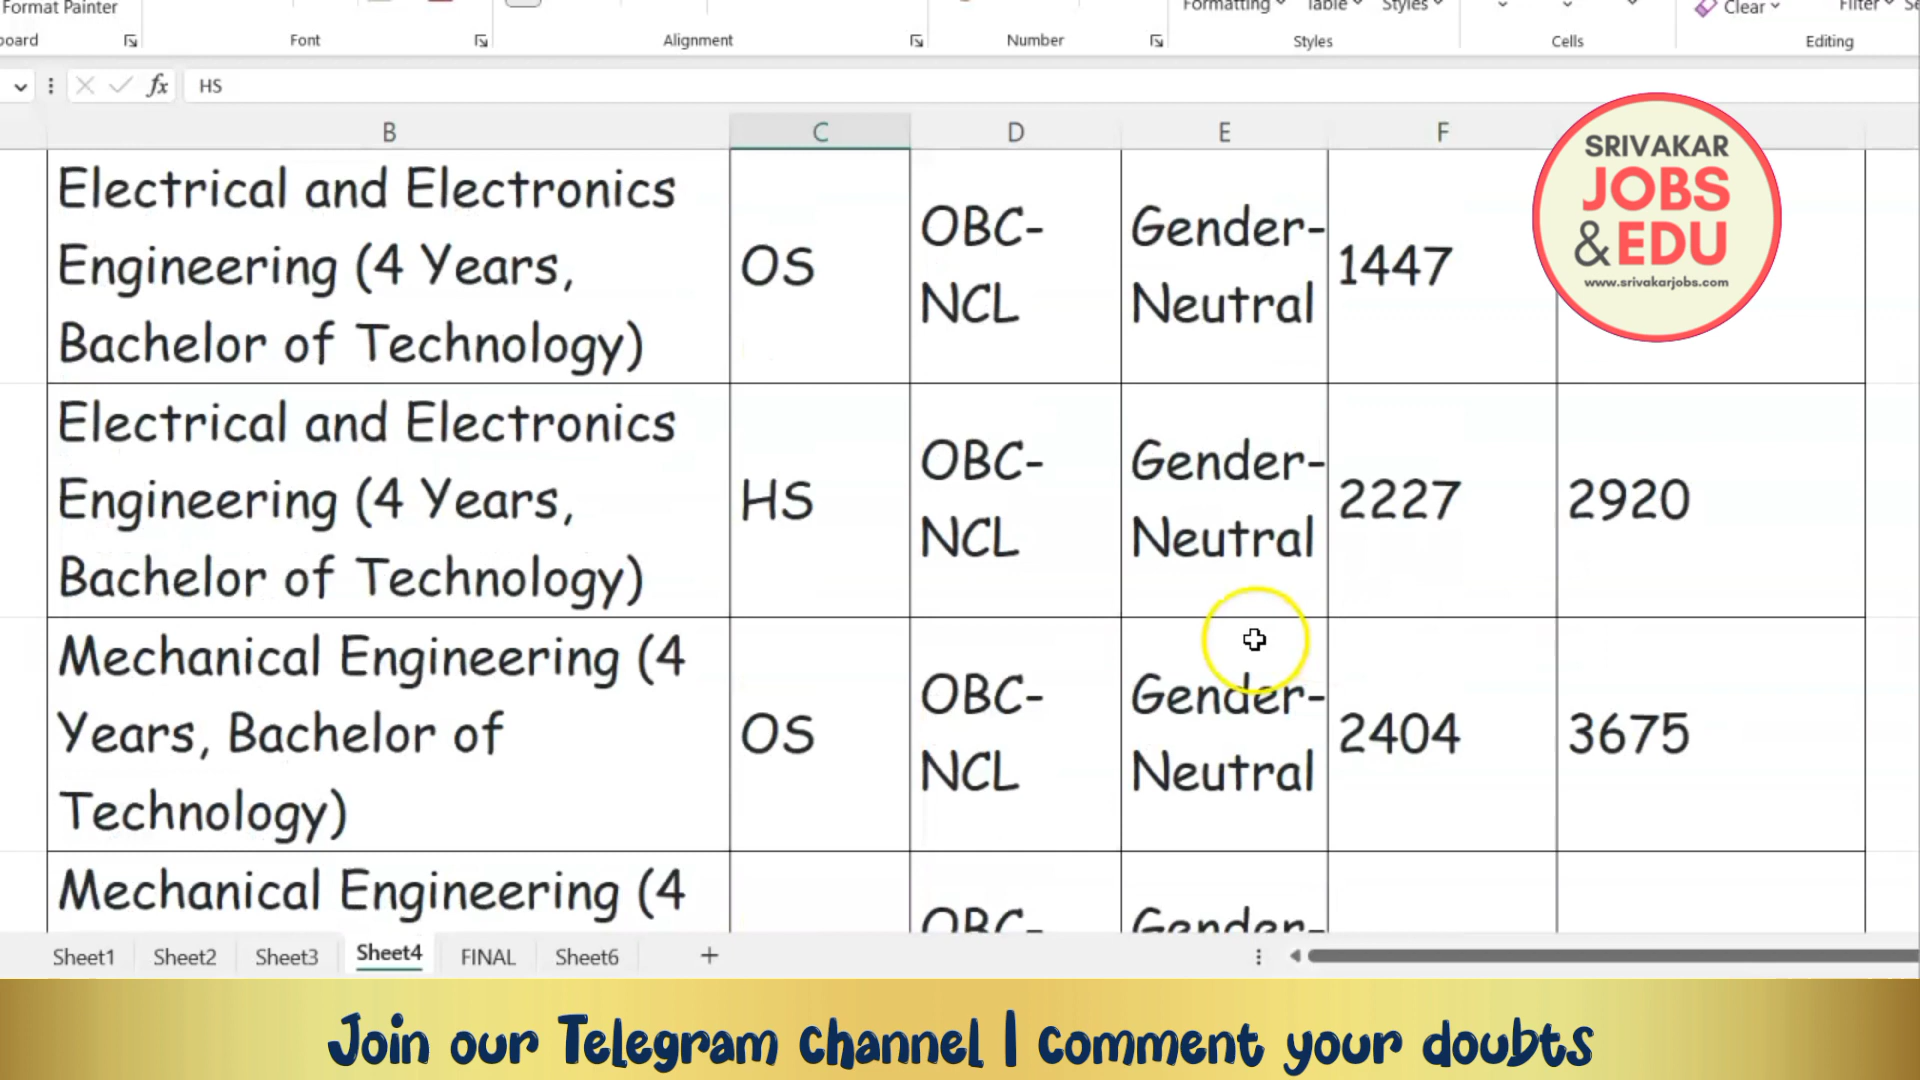 Format Painter
Formatting
Table
Styles
Clear
Filter
board
Font
Alignment
Number
Styles
Cells
Editing
fx HS
B C D E F
SRIVAKAR
JOBS
&EDU
www.srivakarjobs.com
Electrical and Electronics
Engineering (4 Years,
Bachelor of Technology)
OS
OBC-
NCL
Gender-
Neutral
1447
Electrical and Electronics
Engineering (4 Years,
Bachelor of Technology)
HS
OBC-
NCL
Gender-
Neutral
2227
2920
Mechanical Engineering (4
Years, Bachelor of
Technology)
OS
OBC-
NCL
Gender-
Neutral
2404
3675
Mechanical Engineering (4
OBC-
Gender-
Sheet1 Sheet2 Sheet3 Sheet4 FINAL Sheet6 +
Join our Telegram channel | comment your doubts